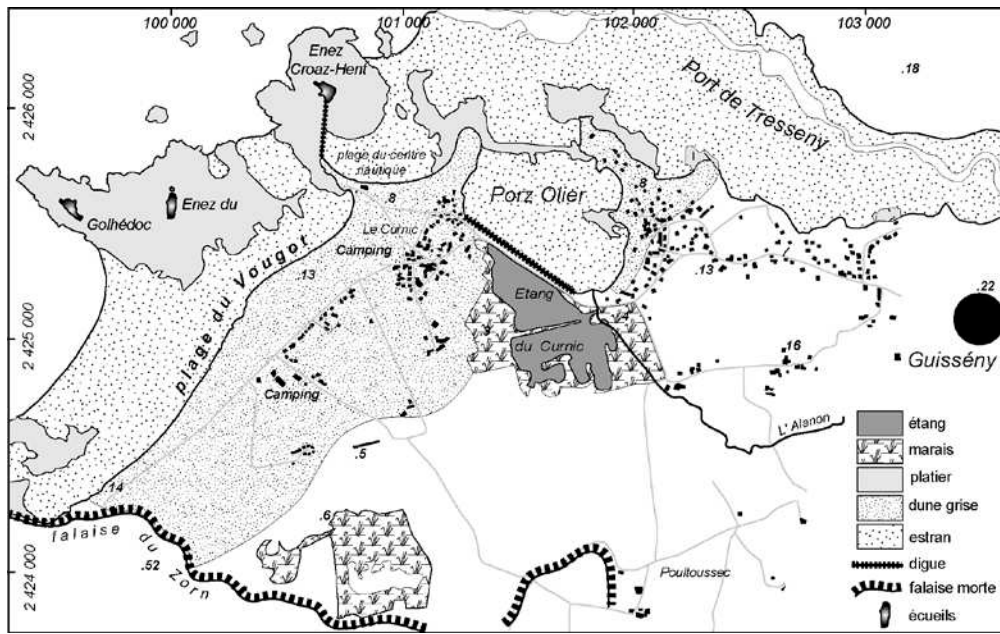 100 000
101 000
102 000
103 000
Enez
Croaz-Hent
.18
2 426 000
Port de Tresseny
plage du centre
nautique
.8
8
Porz Olier
Enez du
Golhédoc
Le Curnic
Camping
.13
.13
plage du Vougot
.22
Etang
2 425 000
du Curnic
16
Guissény
Camping
L' Alanon
étang
.5
marais
platier
.14
dune grise
.6
falaise du Zorn
estran
.52
digue
2 424 000
Poultoussec
falaise morte
écueils